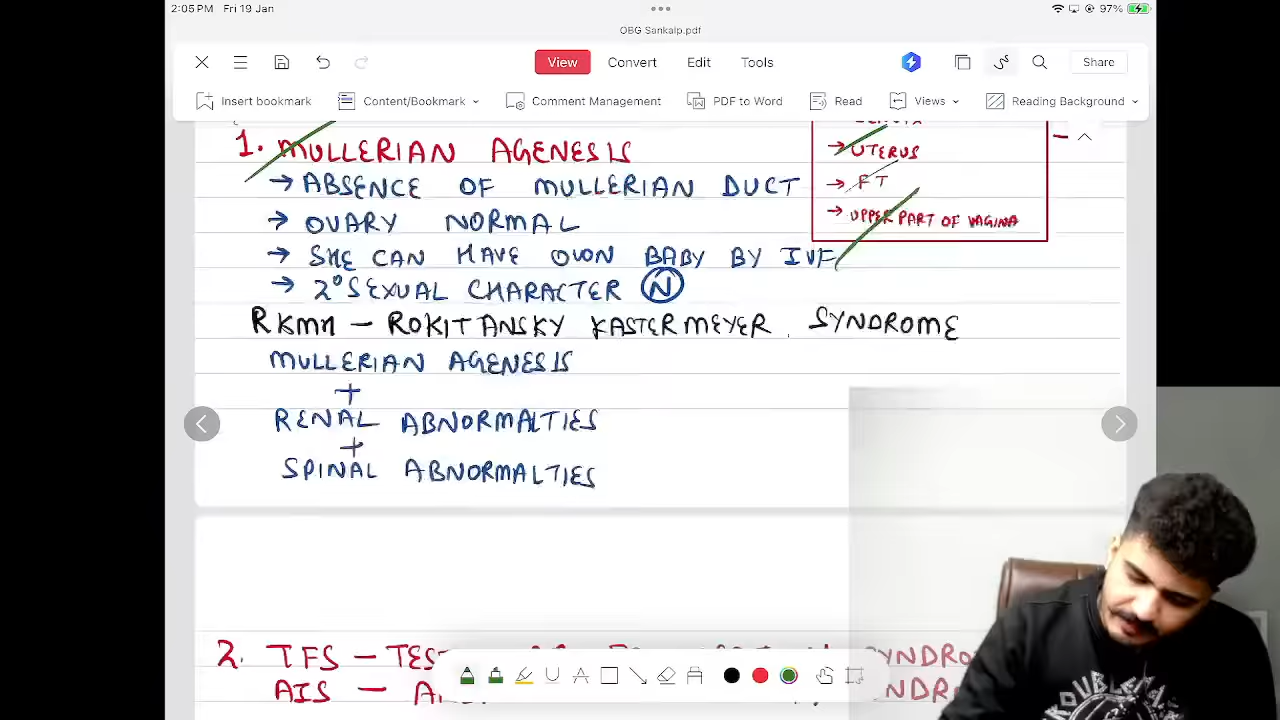 2:05 PM Fri 19 Jan
97%
OBG Sankalp.pdf
View Convert Edit Tools Share
Insert bookmark Content/Bookmark Comment Management PDF to Word Read Views Reading Background
1. MULLERIAN AGENESIS
→ ABSENCE OF MULLERIAN DUCT
→ OVARY NORMAL
→ SHE CAN HAVE OWN BABY BY IVF
→ 2° SEXUAL CHARACTER N
→ UTERUS
→ FT
→ UPPER PART OF VAGINA
RKMH – ROKITANSKY KASTERMEYER SYNDROME
MULLERIAN AGENESIS
+
RENAL ABNORMALTIES
+
SPINAL ABNORMALTIES
2. TFS –
AIS –